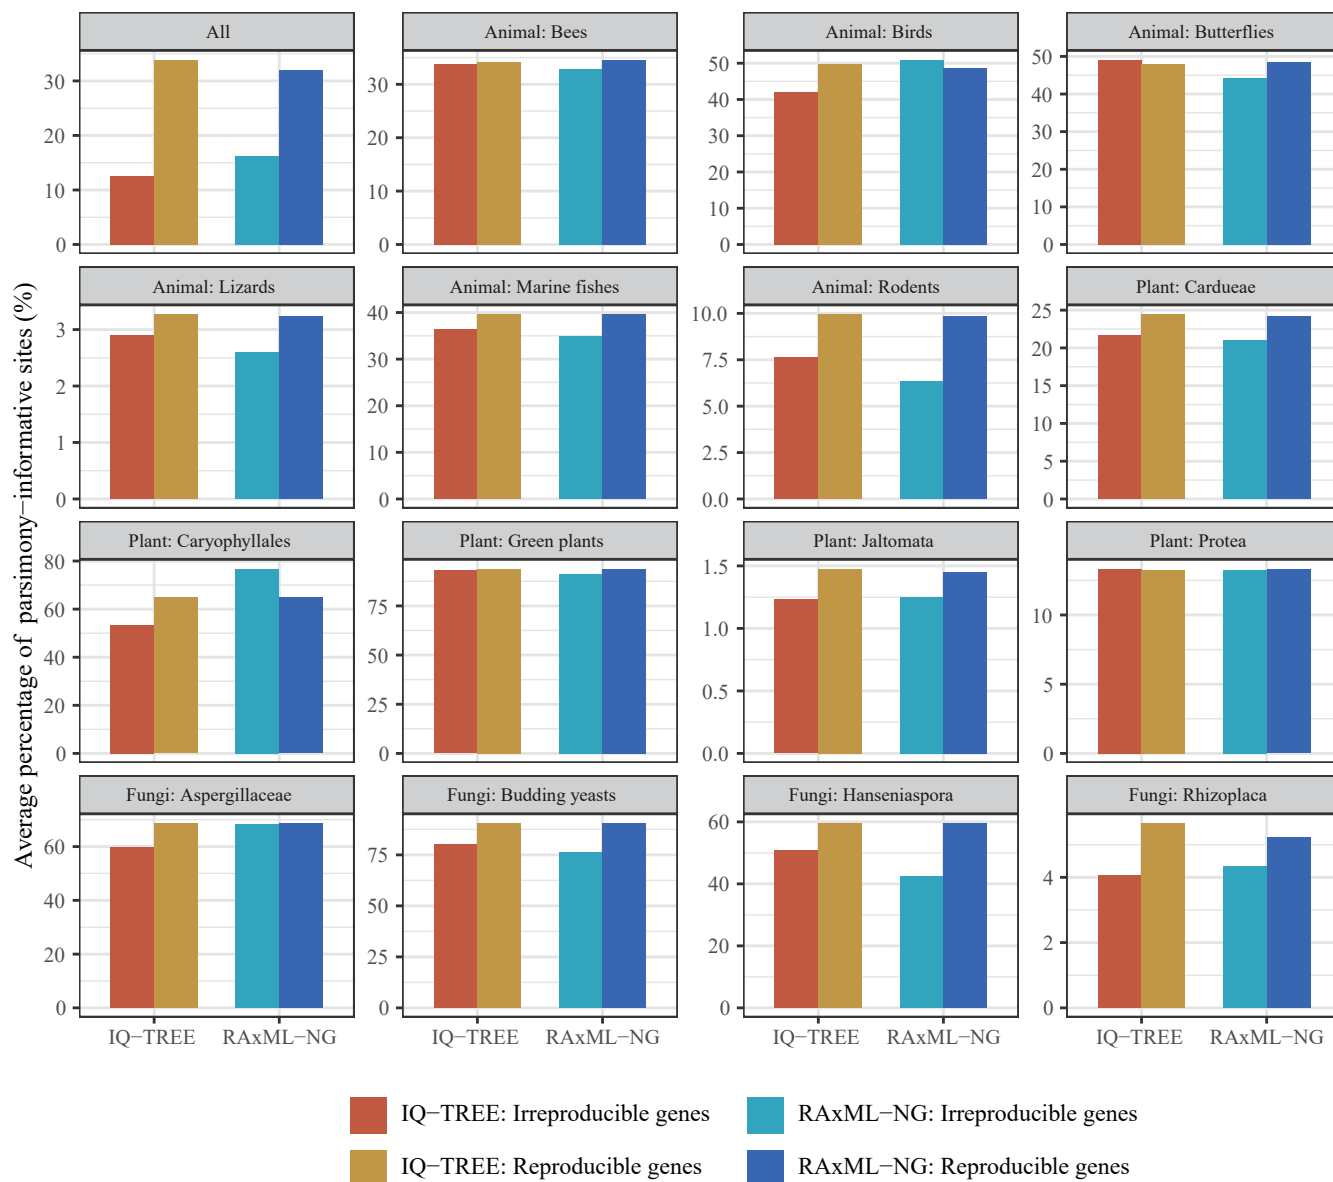 All
Animal: Bees
Animal: Birds
Animal: Butterflies
30
20
10
0
30
20
10
0
50
40
30
20
10
0
50
40
30
20
10
0
Animal: Lizards
Animal: Marine fishes
Animal: Rodents
Plant: Cardueae
3
2
1
0
40
30
20
10
0
10.0
7.5
5.0
2.5
0.0
25
20
15
10
5
0
Average percentage of parsimony−informative sites (%)
Plant: Caryophyllales
Plant: Green plants
Plant: Jaltomata
Plant: Protea
80
60
40
20
0
75
50
25
0
1.5
1.0
0.5
0.0
10
5
0
Fungi: Aspergillaceae
Fungi: Budding yeasts
Fungi: Hanseniaspora
Fungi: Rhizoplaca
60
40
20
0
75
50
25
0
60
40
20
0
4
2
0
IQ−TREE RAxML−NG
IQ−TREE RAxML−NG
IQ−TREE RAxML−NG
IQ−TREE RAxML−NG
IQ−TREE: Irreproducible genes
RAxML−NG: Irreproducible genes
IQ−TREE: Reproducible genes
RAxML−NG: Reproducible genes